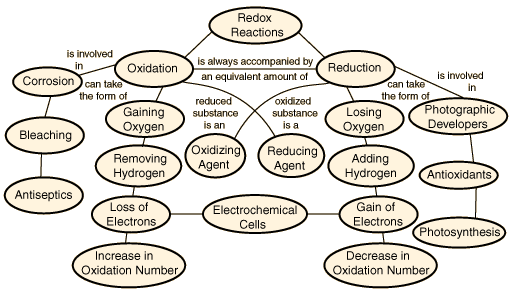 Redox
Reactions
is involved
in
Oxidation
is always accompanied by
an equivalent amount of
Reduction
is involved
in
Corrosion
can take
the form of
can take
the form of
Gaining
Oxygen
reduced
substance
is an
oxidized
substance
is a
Losing
Oxygen
Photographic
Developers
Bleaching
Removing
Hydrogen
Oxidizing
Agent
Reducing
Agent
Adding
Hydrogen
Antioxidants
Antiseptics
Loss of
Electrons
Electrochemical
Cells
Gain of
Electrons
Photosynthesis
Increase in
Oxidation Number
Decrease in
Oxidation Number